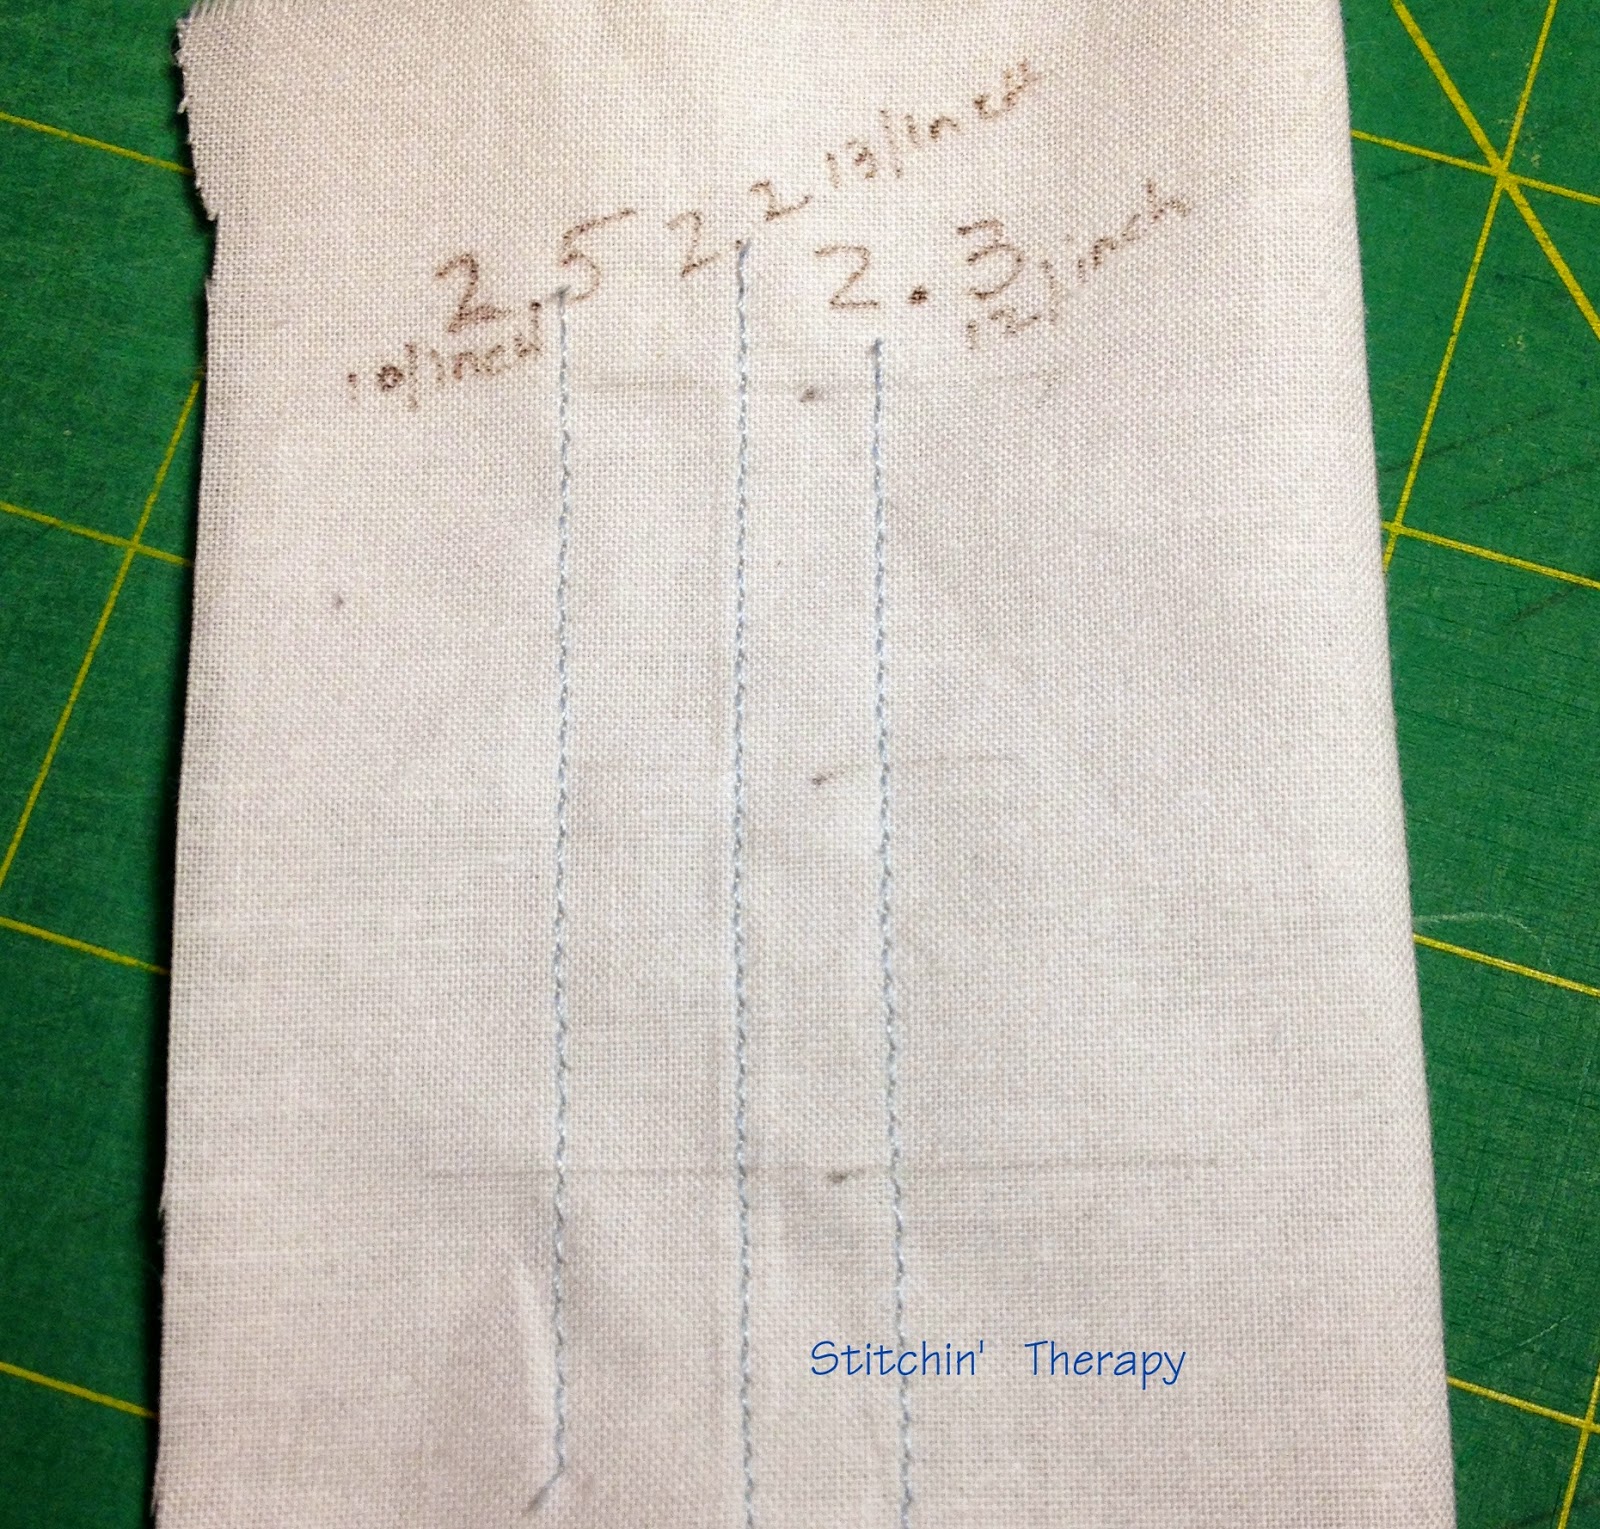 2.5
10/inch
2.2 13/inch
2.3
12/inch
Stitchin' Therapy